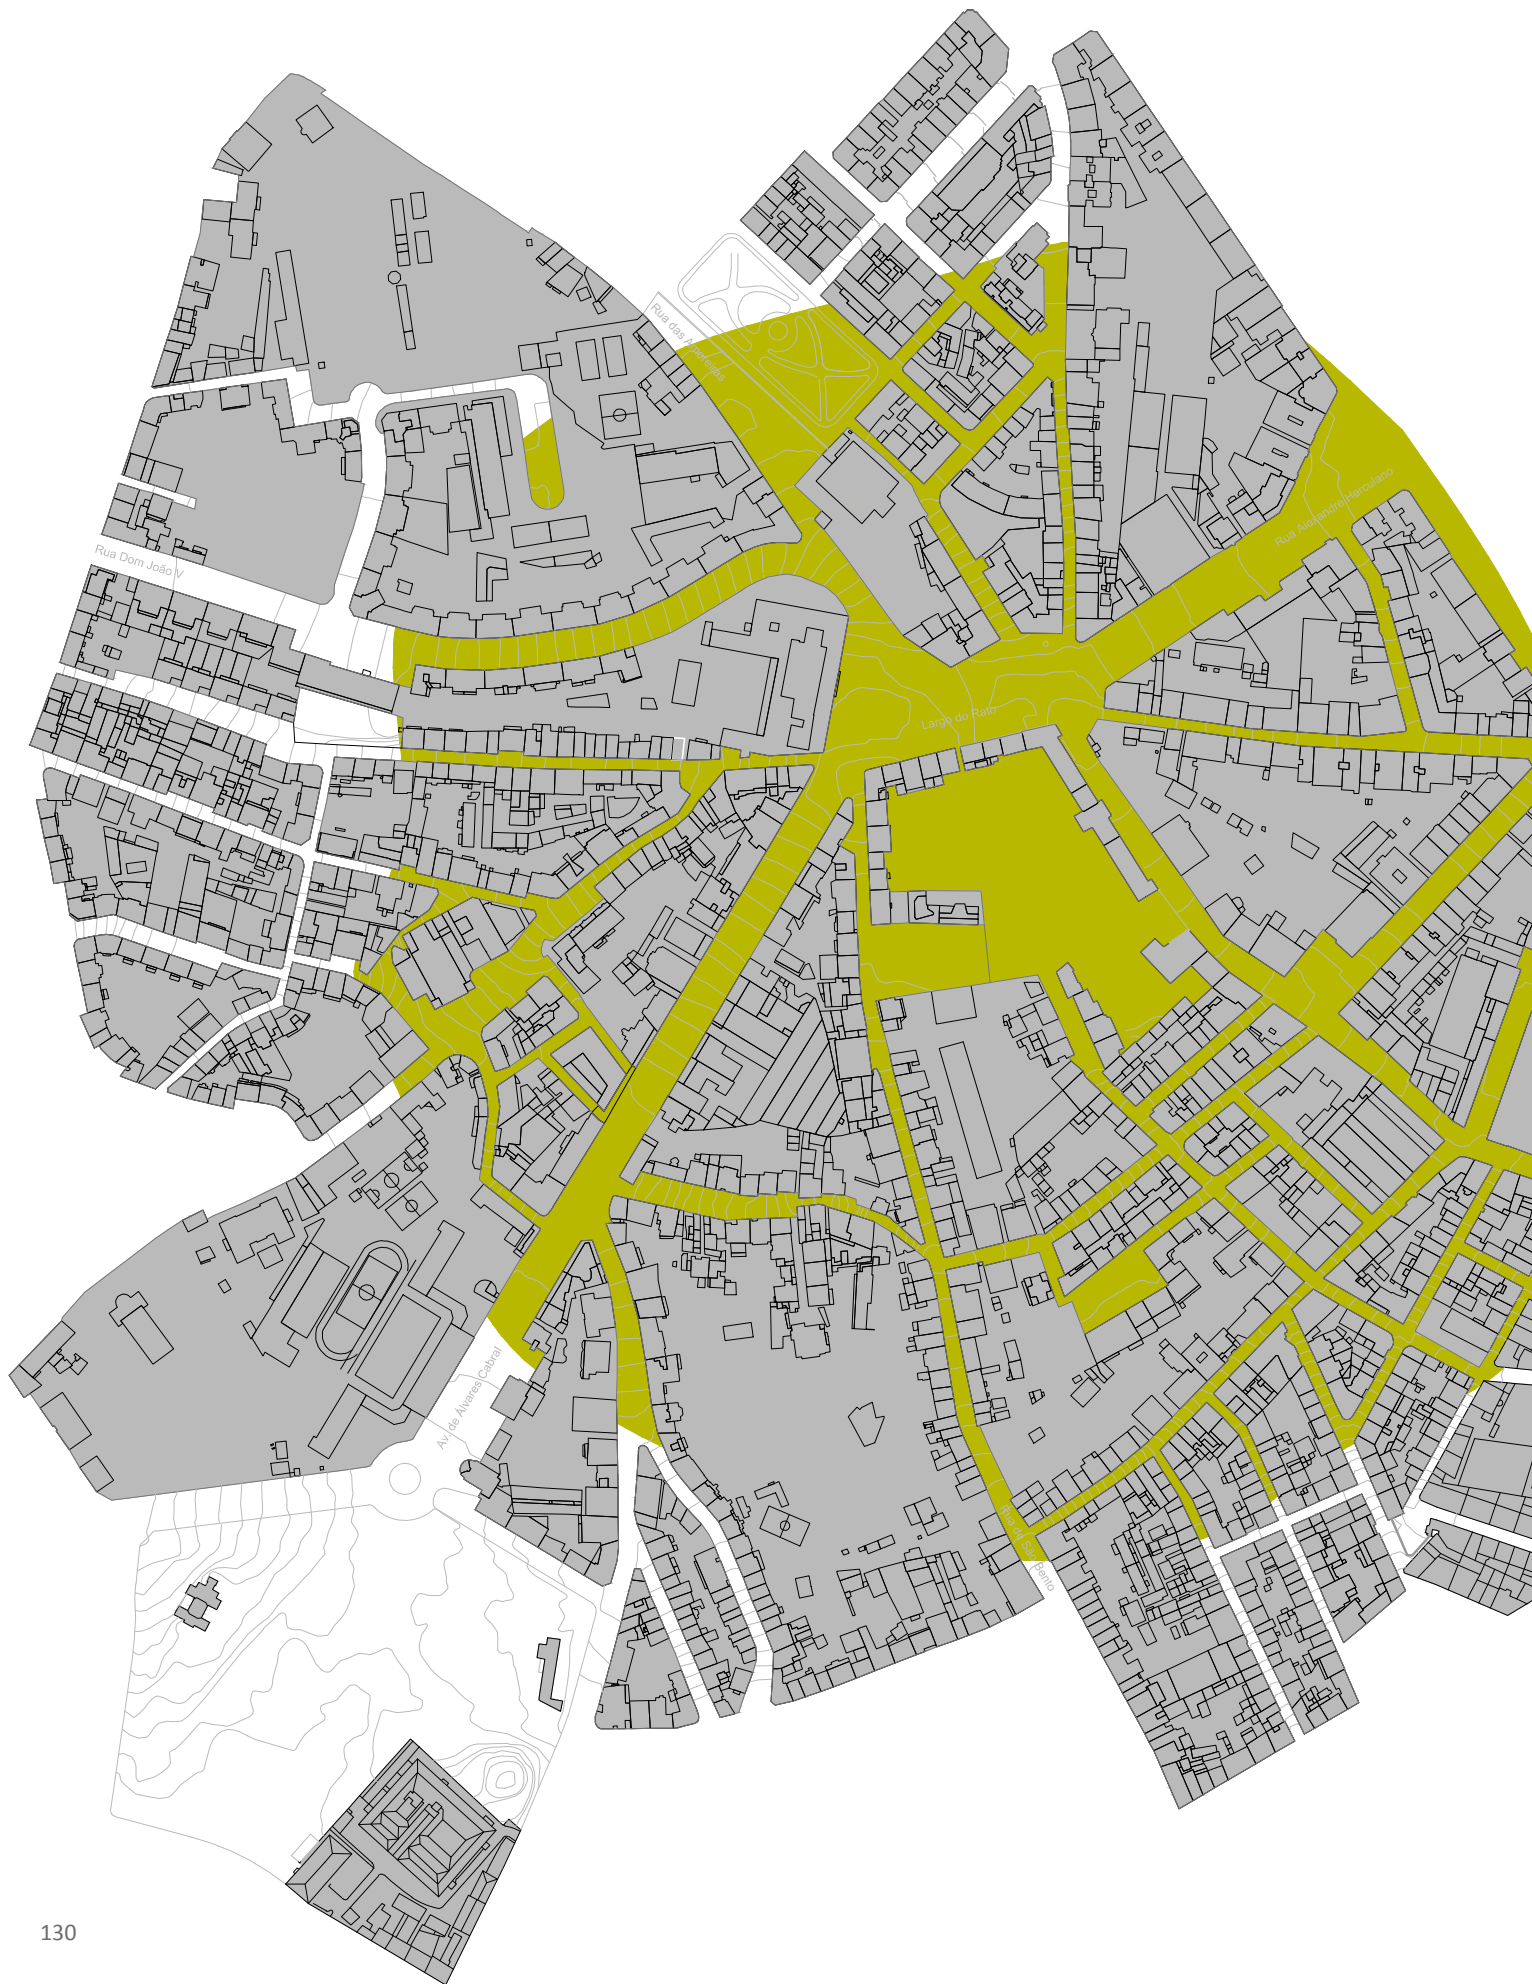 Rua das Amoreiras
Rua Alexandre Herculano
Rua Dom João V
Largo do Rato
Av. de Álvares Cabral
Rua de São Bento
130